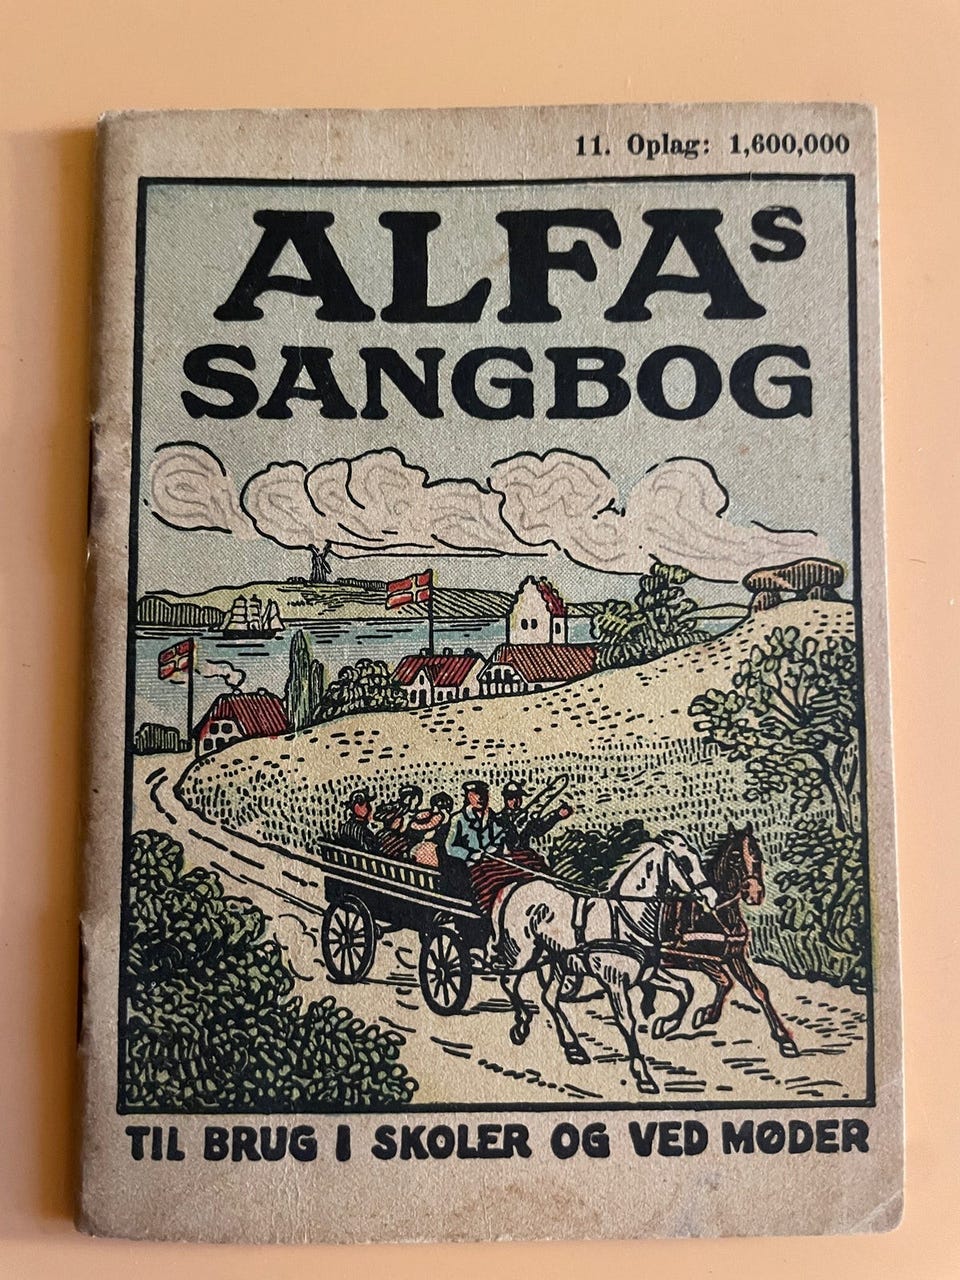 11. Oplag: 1,600,000
ALFAs
SANGBOG
TIL BRUG I SKOLER OG VED MØDER